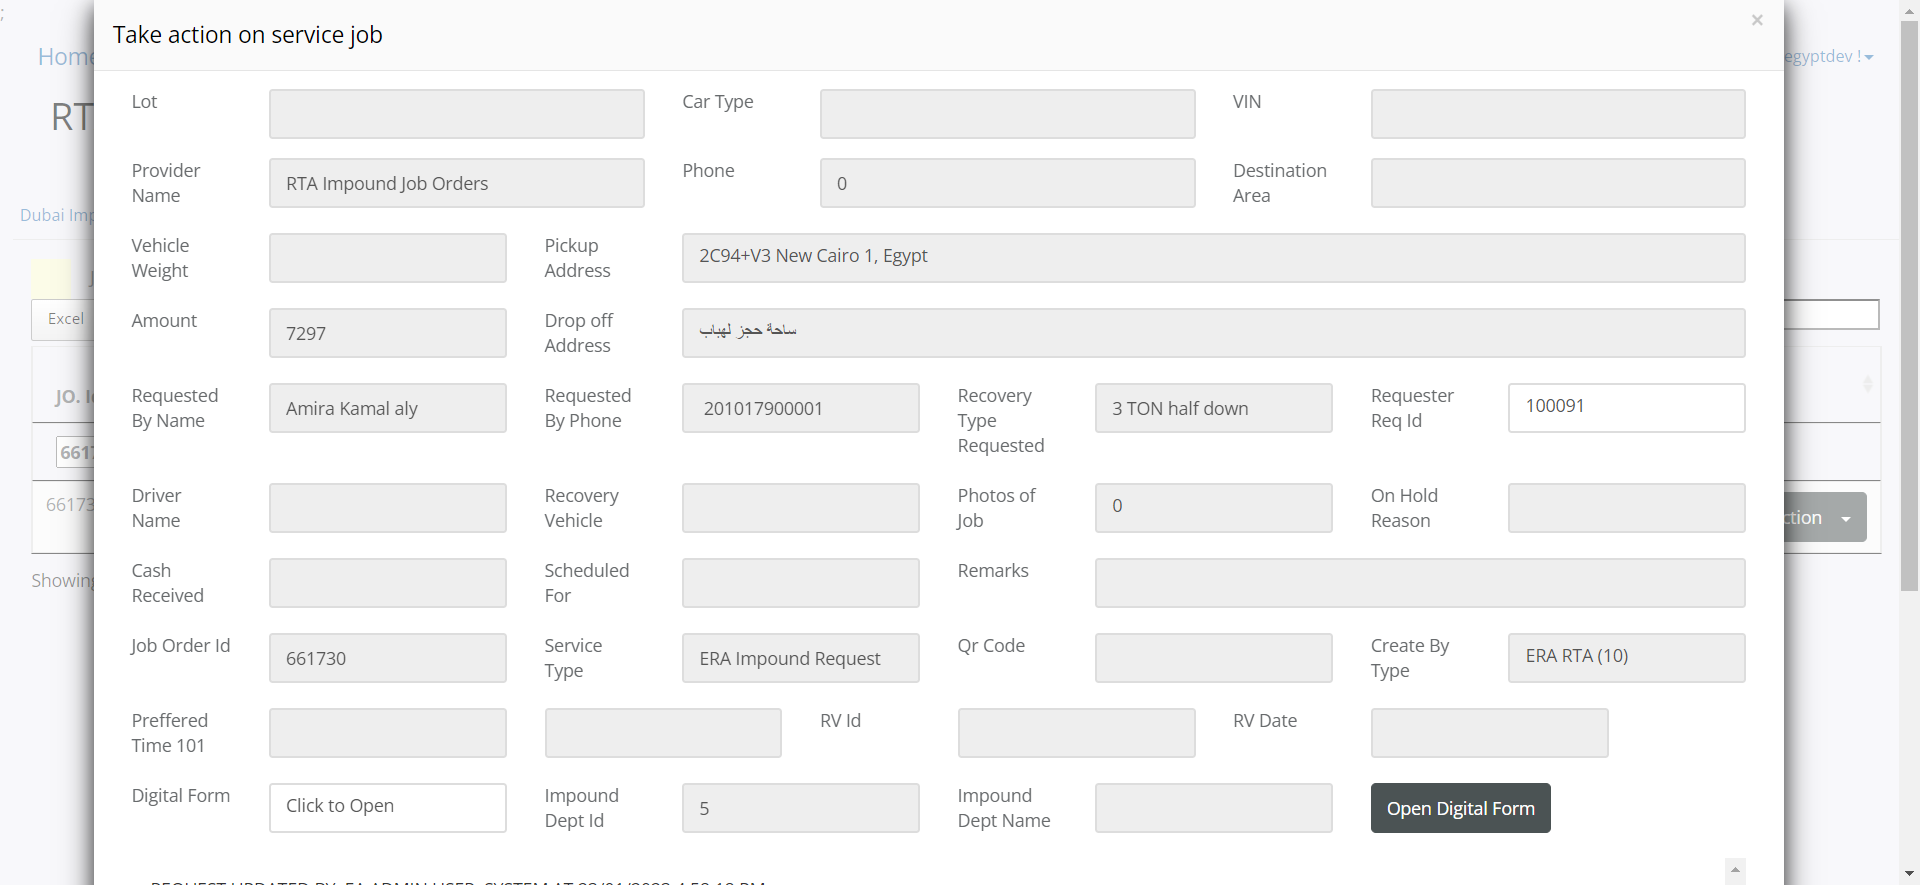 ;
Take action on service job
×
Home
egyptdev !
RT
Lot
Car Type
VIN
Provider Name
RTA Impound Job Orders
Phone
0
Destination Area
Dubai Imp
Vehicle Weight
Pickup Address
2C94+V3 New Cairo 1, Egypt
Excel
Amount
7297
Drop off Address
ساحة حجز لهباب
JO. I
Requested By Name
Amira Kamal aly
Requested By Phone
201017900001
Recovery Type Requested
3 TON half down
Requester Req Id
100091
6617
66173
Driver Name
Recovery Vehicle
Photos of Job
0
On Hold Reason
ction
Showing
Cash Received
Scheduled For
Remarks
Job Order Id
661730
Service Type
ERA Impound Request
Qr Code
Create By Type
ERA RTA (10)
Preffered Time 101
RV Id
RV Date
Digital Form
Click to Open
Impound Dept Id
5
Impound Dept Name
Open Digital Form